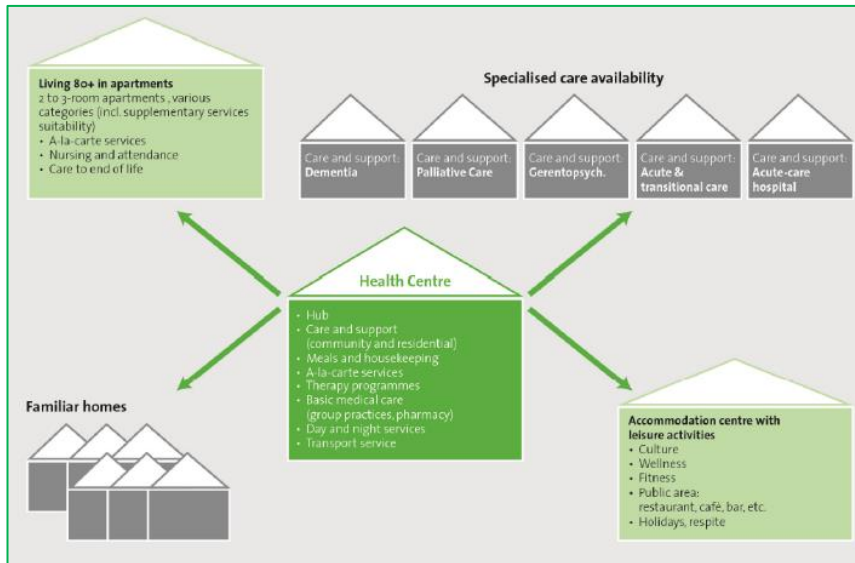 Living 80+ in apartments
2 to 3-room apartments , various
categories (incl. supplementary services
suitability)
• A-la-carte services
• Nursing and attendance
• Care to end of life
Specialised care availability
Care and support:
Dementia
Care and support:
Palliative Care
Care and support:
Gerentopsych.
Care and support:
Acute &
transitional care
Care and support:
Acute-care
hospital
Health Centre
• Hub
• Care and support
(community and residential)
• Meals and housekeeping
• A-la-carte services
• Therapy programmes
• Basic medical care
(group practices, pharmacy)
• Day and night services
• Transport service
Familiar homes
Accommodation centre with
leisure activities
• Culture
• Wellness
• Fitness
• Public area:
restaurant, café, bar, etc.
• Holidays, respite